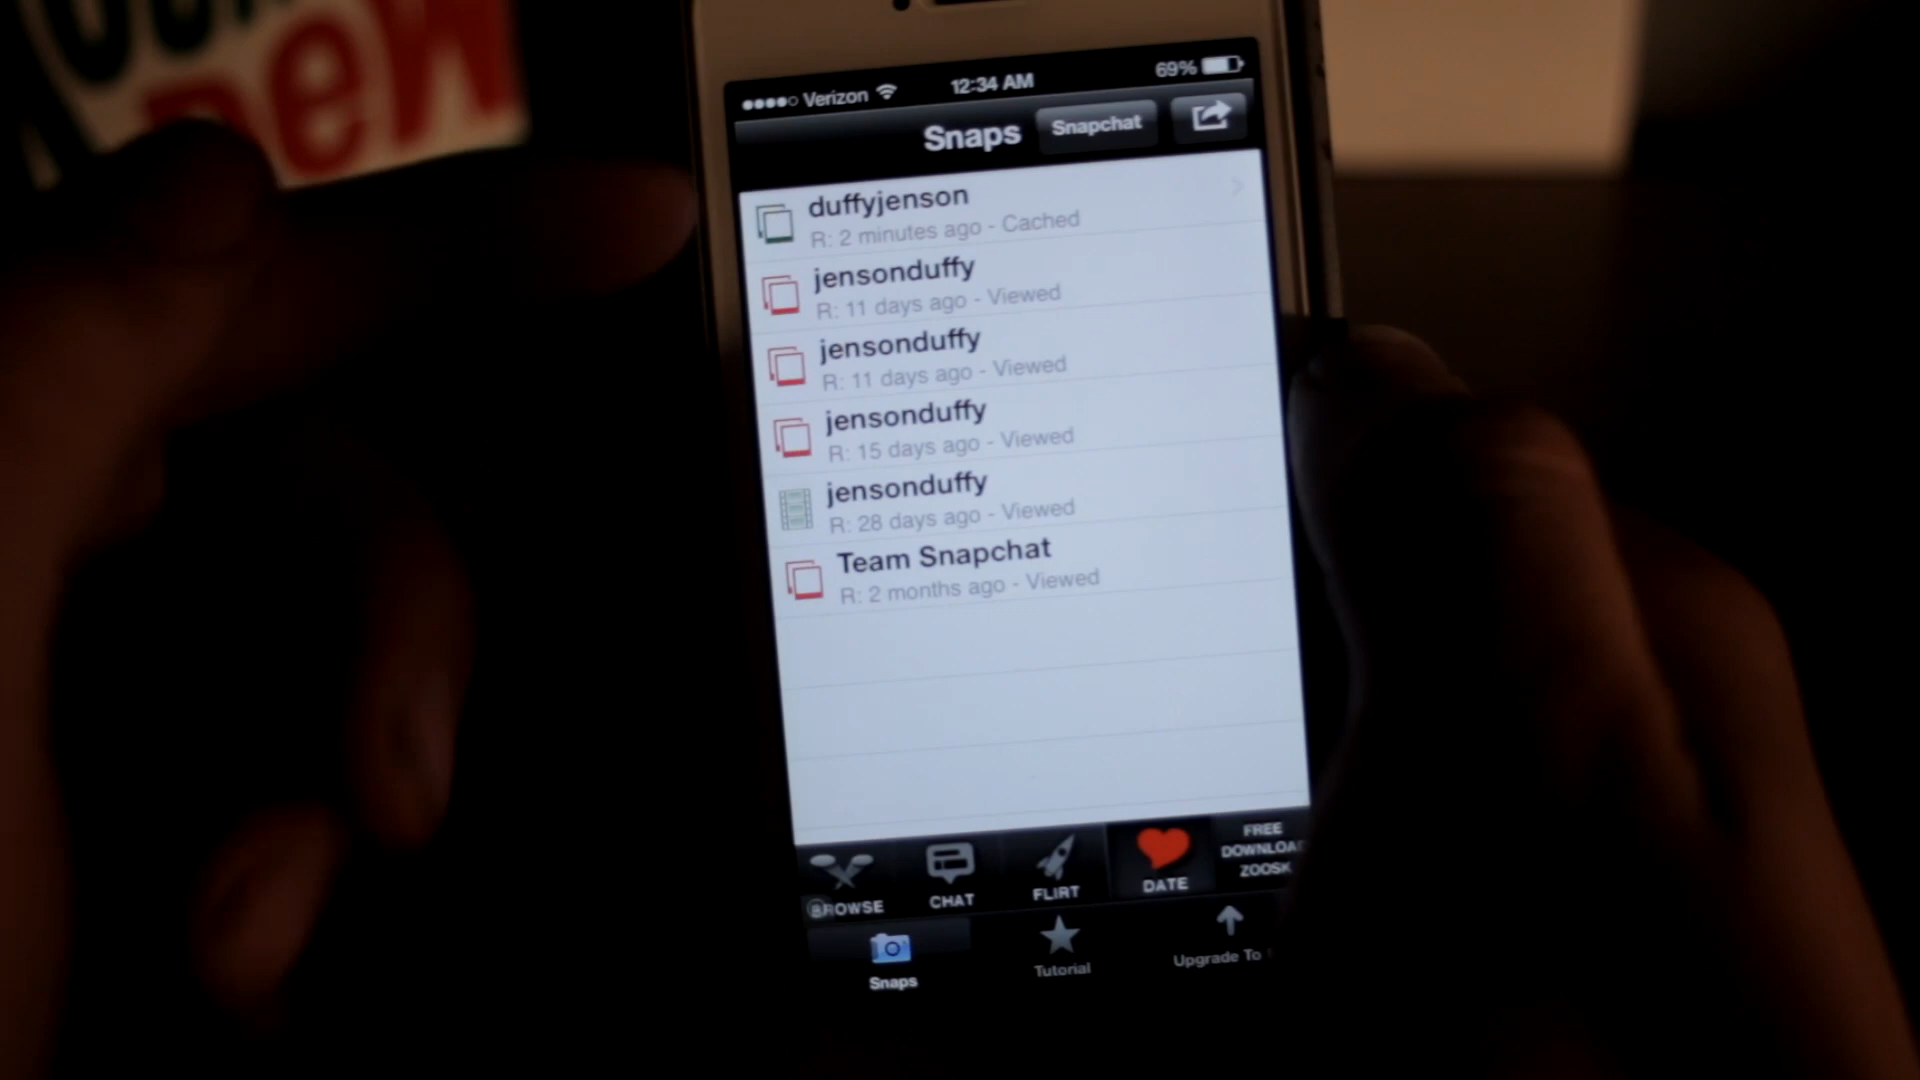 new
Verizon 12:34 AM 69%
Snaps Snapchat
duffyjenson
R: 2 minutes ago - Cached
jensonduffy
R: 11 days ago - Viewed
jensonduffy
R: 11 days ago - Viewed
jensonduffy
R: 15 days ago - Viewed
jensonduffy
R: 28 days ago - Viewed
Team Snapchat
R: 2 months ago - Viewed
BROWSE CHAT FLIRT DATE
FREE
DOWNLOA
ZOOSK
Snaps Tutorial Upgrade To